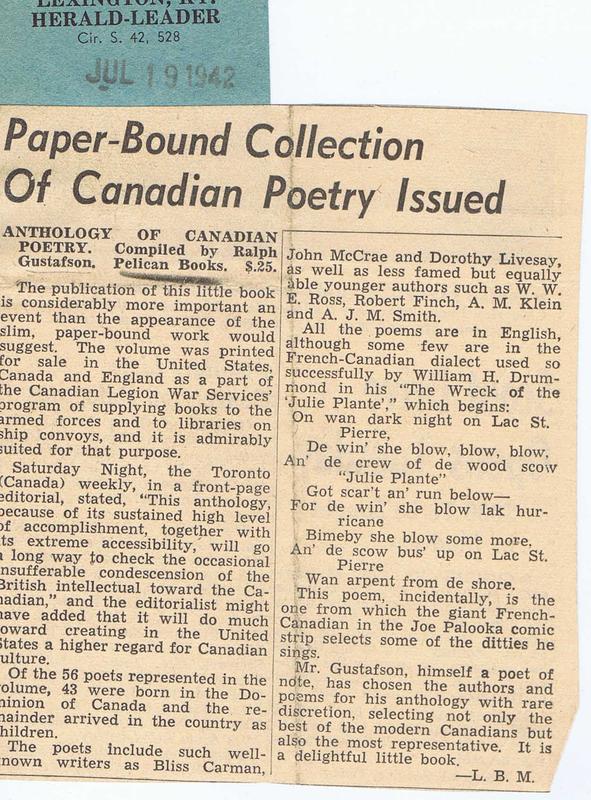 LEXINGTON, KY.
HERALD-LEADER
Cir. S. 42, 528
JUL 19 1942
Paper-Bound Collection
Of Canadian Poetry Issued
ANTHOLOGY OF CANADIAN
POETRY. Compiled by Ralph
Gustafson. Pelican Books. $.25.
The publication of this little book
is considerably more important an
event than the appearance of the
slim, paper-bound work would
suggest. The volume was printed
for sale in the United States,
Canada and England as a part of
the Canadian Legion War Services'
program of supplying books to the
armed forces and to libraries on
ship convoys, and it is admirably
suited for that purpose.
Saturday Night, the Toronto
(Canada) weekly, in a front-page
editorial, stated, "This anthology,
because of its sustained high level
of accomplishment, together with
its extreme accessibility, will go
a long way to check the occasional
insufferable condescension of the
British intellectual toward the Ca-
nadian," and the editorialist might
have added that it will do much
toward creating in the United
States a higher regard for Canadian
culture.
Of the 56 poets represented in the
volume, 43 were born in the Do-
minion of Canada and the re-
mainder arrived in the country as
children.
The poets include such well-
known writers as Bliss Carman,
John McCrae and Dorothy Livesay,
as well as less famed but equally
able younger authors such as W. W.
E. Ross, Robert Finch, A. M. Klein
and A. J. M. Smith.
All the poems are in English,
although some few are in the
French-Canadian dialect used so
successfully by William H. Drum-
mond in his "The Wreck of the
'Julie Plante'," which begins:
On wan dark night on Lac St.
Pierre,
De win' she blow, blow, blow,
An' de crew of de wood scow
"Julie Plante"
Got scar't an' run below—
For de win' she blow lak hur-
ricane
Bimeby she blow some more.
An' de scow bus' up on Lac St.
Pierre
Wan arpent from de shore.
This poem, incidentally, is the
one from which the giant French-
Canadian in the Joe Palooka comic
strip selects some of the ditties he
sings.
Mr. Gustafson, himself a poet of
note, has chosen the authors and
poems for his anthology with rare
discretion, selecting not only the
best of the modern Canadians but
also the most representative. It is
a delightful little book.
—L. B. M.